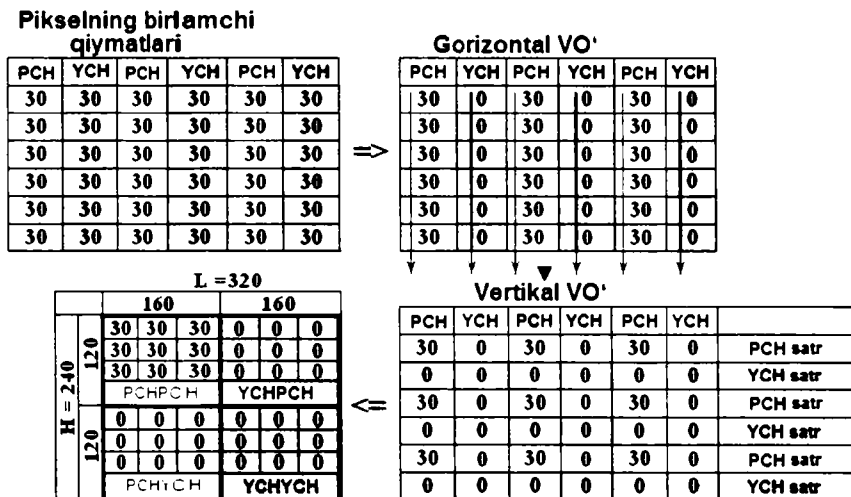 Pikselning birlamchi
qiymatlari
PCH YCH PCH YCH PCH YCH
30 30 30 30 30 30
30 30 30 30 30 30
30 30 30 30 30 30
30 30 30 30 30 30
30 30 30 30 30 30
30 30 30 30 30 30
Gorizontal VO‘
PCH YCH PCH YCH PCH YCH
30 0 30 0 30 0
30 0 30 0 30 0
30 0 30 0 30 0
30 0 30 0 30 0
30 0 30 0 30 0
30 0 30 0 30 0
L =320
160 160
H = 240
120
30 30 30 0 0 0
30 30 30 0 0 0
30 30 30 0 0 0
PCHPCH YCHPCH
120
0 0 0 0 0 0
0 0 0 0 0 0
0 0 0 0 0 0
PCHYCH YCHYCH
Vertikal VO‘
PCH YCH PCH YCH PCH YCH
30 0 30 0 30 0 PCH satr
0 0 0 0 0 0 YCH satr
30 0 30 0 30 0 PCH satr
0 0 0 0 0 0 YCH satr
30 0 30 0 30 0 PCH satr
0 0 0 0 0 0 YCH satr